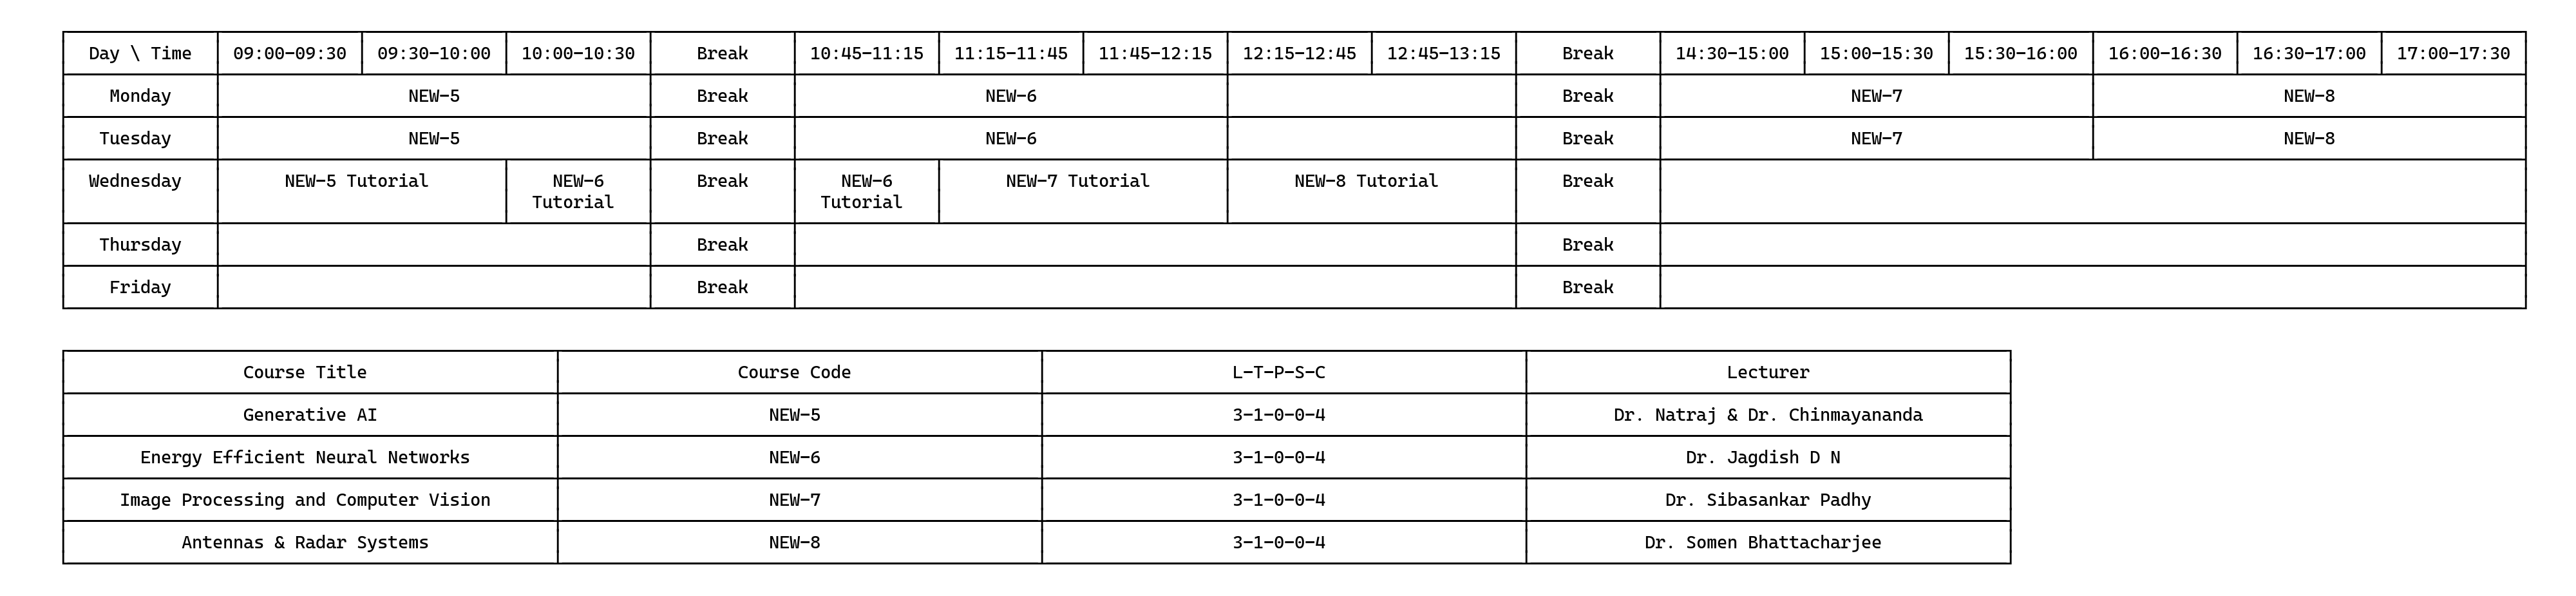 Day \ Time 09:00-09:30 09:30-10:00 10:00-10:30 Break 10:45-11:15 11:15-11:45 11:45-12:15 12:15-12:45 12:45-13:15 Break 14:30-15:00 15:00-15:30 15:30-16:00 16:00-16:30 16:30-17:00 17:00-17:30
Monday NEW-5 Break NEW-6 Break NEW-7 NEW-8
Tuesday NEW-5 Break NEW-6 Break NEW-7 NEW-8
Wednesday NEW-5 Tutorial NEW-6 Break NEW-6 NEW-7 Tutorial NEW-8 Tutorial Break
Tutorial Tutorial
Thursday Break Break
Friday Break Break
Course Title Course Code L-T-P-S-C Lecturer
Generative AI NEW-5 3-1-0-0-4 Dr. Natraj & Dr. Chinmayananda
Energy Efficient Neural Networks NEW-6 3-1-0-0-4 Dr. Jagdish D N
Image Processing and Computer Vision NEW-7 3-1-0-0-4 Dr. Sibasankar Padhy
Antennas & Radar Systems NEW-8 3-1-0-0-4 Dr. Somen Bhattacharjee